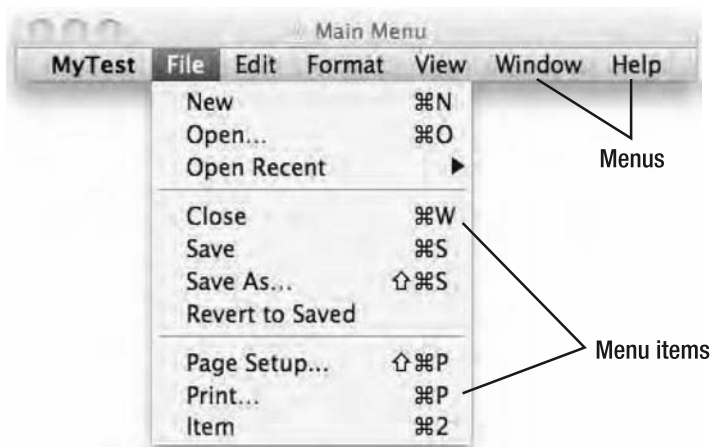 Main Menu
MyTest File Edit Format View Window Help
Menus
New ⌘N
Open... ⌘O
Open Recent ▶
Close ⌘W
Save ⌘S
Save As... ⇧⌘S
Revert to Saved
Menu items
Page Setup... ⇧⌘P
Print... ⌘P
Item ⌘2